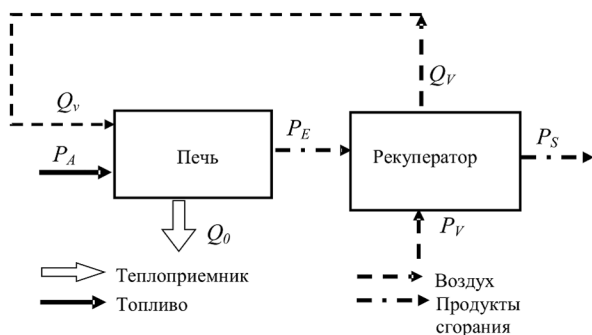 Q_V
Q_v
P_A
Печь
P_E
Рекуператор
P_S
Q_0
P_V
Теплоприемник
Топливо
Воздух
Продукты
сгорания